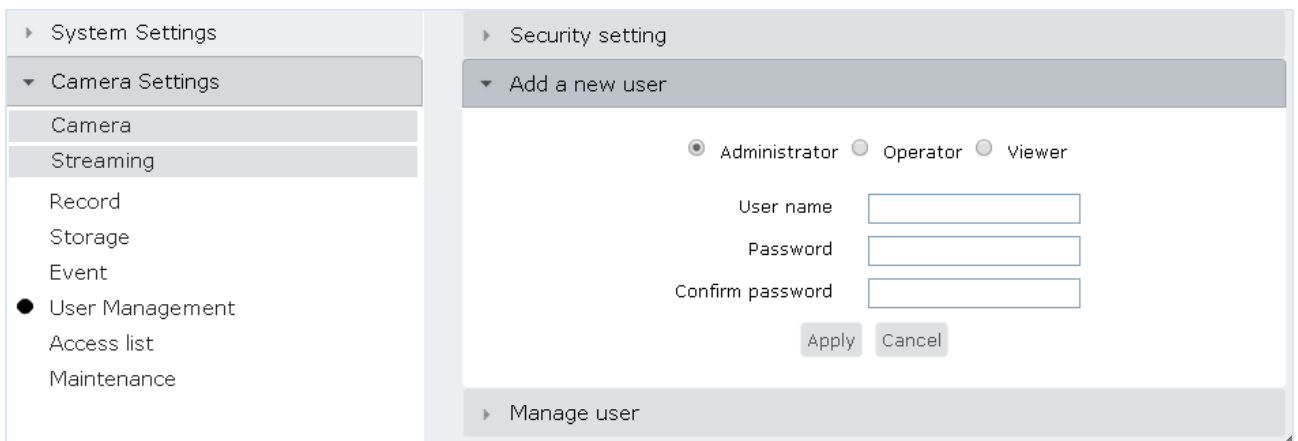 System Settings
Camera Settings
Camera
Streaming
Record
Storage
Event
User Management
Access list
Maintenance
Security setting
Add a new user
Administrator Operator Viewer
User name
Password
Confirm password
Apply Cancel
Manage user